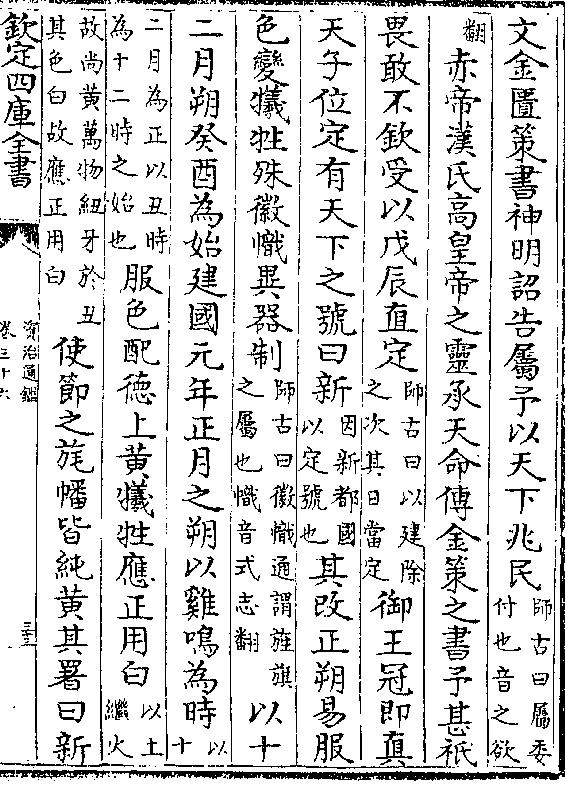 文金匱策書神明詔告屬予以天下兆民師古曰屬委付也音之欲
翻赤帝漢氏高皇帝之靈承天命傳金策之書予甚祗
畏敢不欽受以戊辰直定師古曰以建除之次其日當定御王冠即真
天子位定有天下之號曰新因新都國以定號也其改正朔易服
色變犧牲殊徽幟異器制師古曰徽幟通謂旌旗之屬也幟音式志翻以十
二月朔癸酉為始建國元年正月之朔以雞鳴為時以十
二月為正以丑時為十二時之始也服色配德上黃犧牲應正用白以土繼火
故尚黃萬物紐牙於丑其色白故應正用白使節之旄幡皆純黃其署曰新
欽定四庫全書
資治通鑑
卷三十六